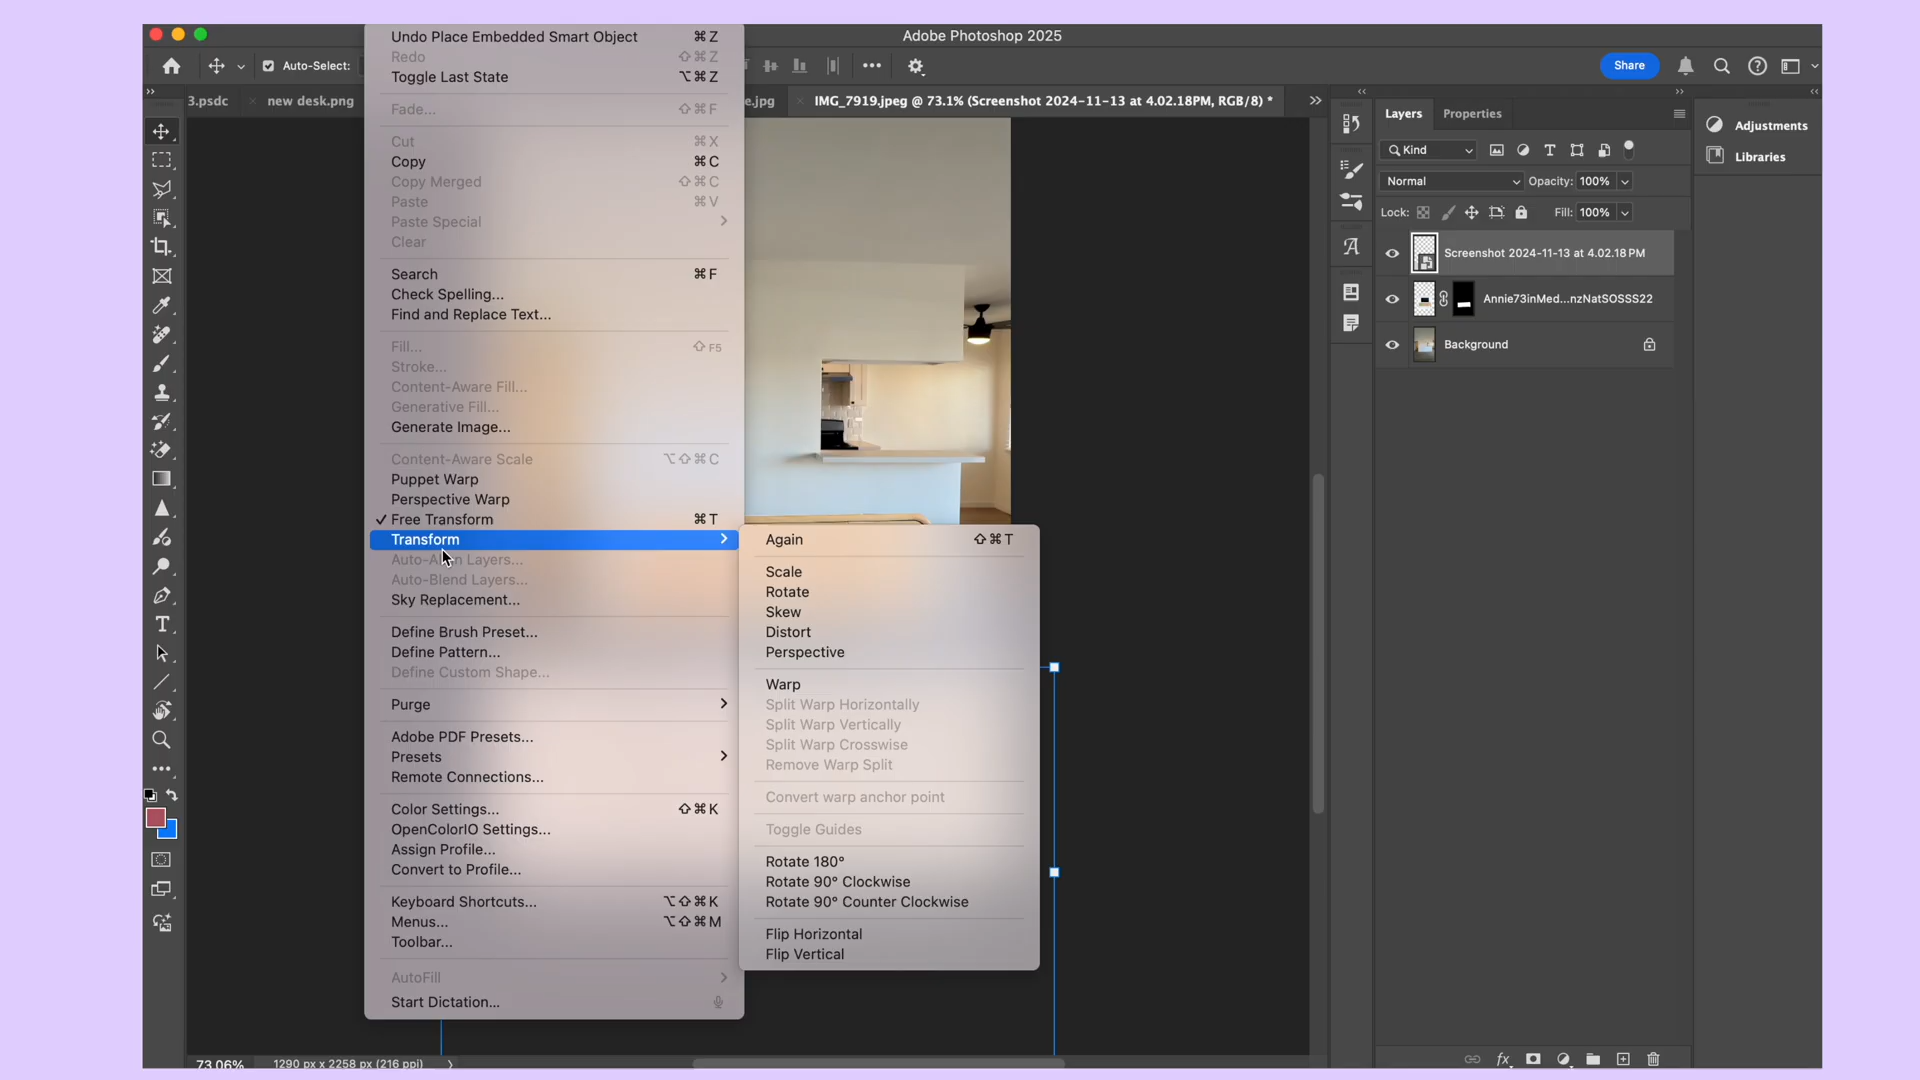 Adobe Photoshop 2025
Auto-Select:
Share
3.psdc
new desk.png
e.jpg
IMG_7919.jpeg @ 73.1% (Screenshot 2024-11-13 at 4.02.18PM, RGB/8) *
Undo Place Embedded Smart Object ⌘Z
Redo ⇧⌘Z
Toggle Last State ⌥⌘Z
Fade... ⇧⌘F
Cut ⌘X
Copy ⌘C
Copy Merged ⇧⌘C
Paste ⌘V
Paste Special
Clear
Search ⌘F
Check Spelling...
Find and Replace Text...
Fill... ⇧F5
Stroke...
Content-Aware Fill...
Generative Fill...
Generate Image...
Content-Aware Scale ⌥⇧⌘C
Puppet Warp
Perspective Warp
✓ Free Transform ⌘T
Transform
Auto-Align Layers...
Auto-Blend Layers...
Sky Replacement...
Define Brush Preset...
Define Pattern...
Define Custom Shape...
Purge
Adobe PDF Presets...
Presets
Remote Connections...
Color Settings... ⇧⌘K
OpenColorIO Settings...
Assign Profile...
Convert to Profile...
Keyboard Shortcuts... ⌥⇧⌘K
Menus... ⌥⇧⌘M
Toolbar...
AutoFill
Start Dictation...
Again ⇧⌘T
Scale
Rotate
Skew
Distort
Perspective
Warp
Split Warp Horizontally
Split Warp Vertically
Split Warp Crosswise
Remove Warp Split
Convert warp anchor point
Toggle Guides
Rotate 180°
Rotate 90° Clockwise
Rotate 90° Counter Clockwise
Flip Horizontal
Flip Vertical
Layers Properties
Kind
Normal Opacity: 100%
Lock: Fill: 100%
Screenshot 2024-11-13 at 4.02.18 PM
Annie73inMed...nzNatSOSSS22
Background
Adjustments
Libraries
73.06% 1290 px x 2258 px (216 ppi)